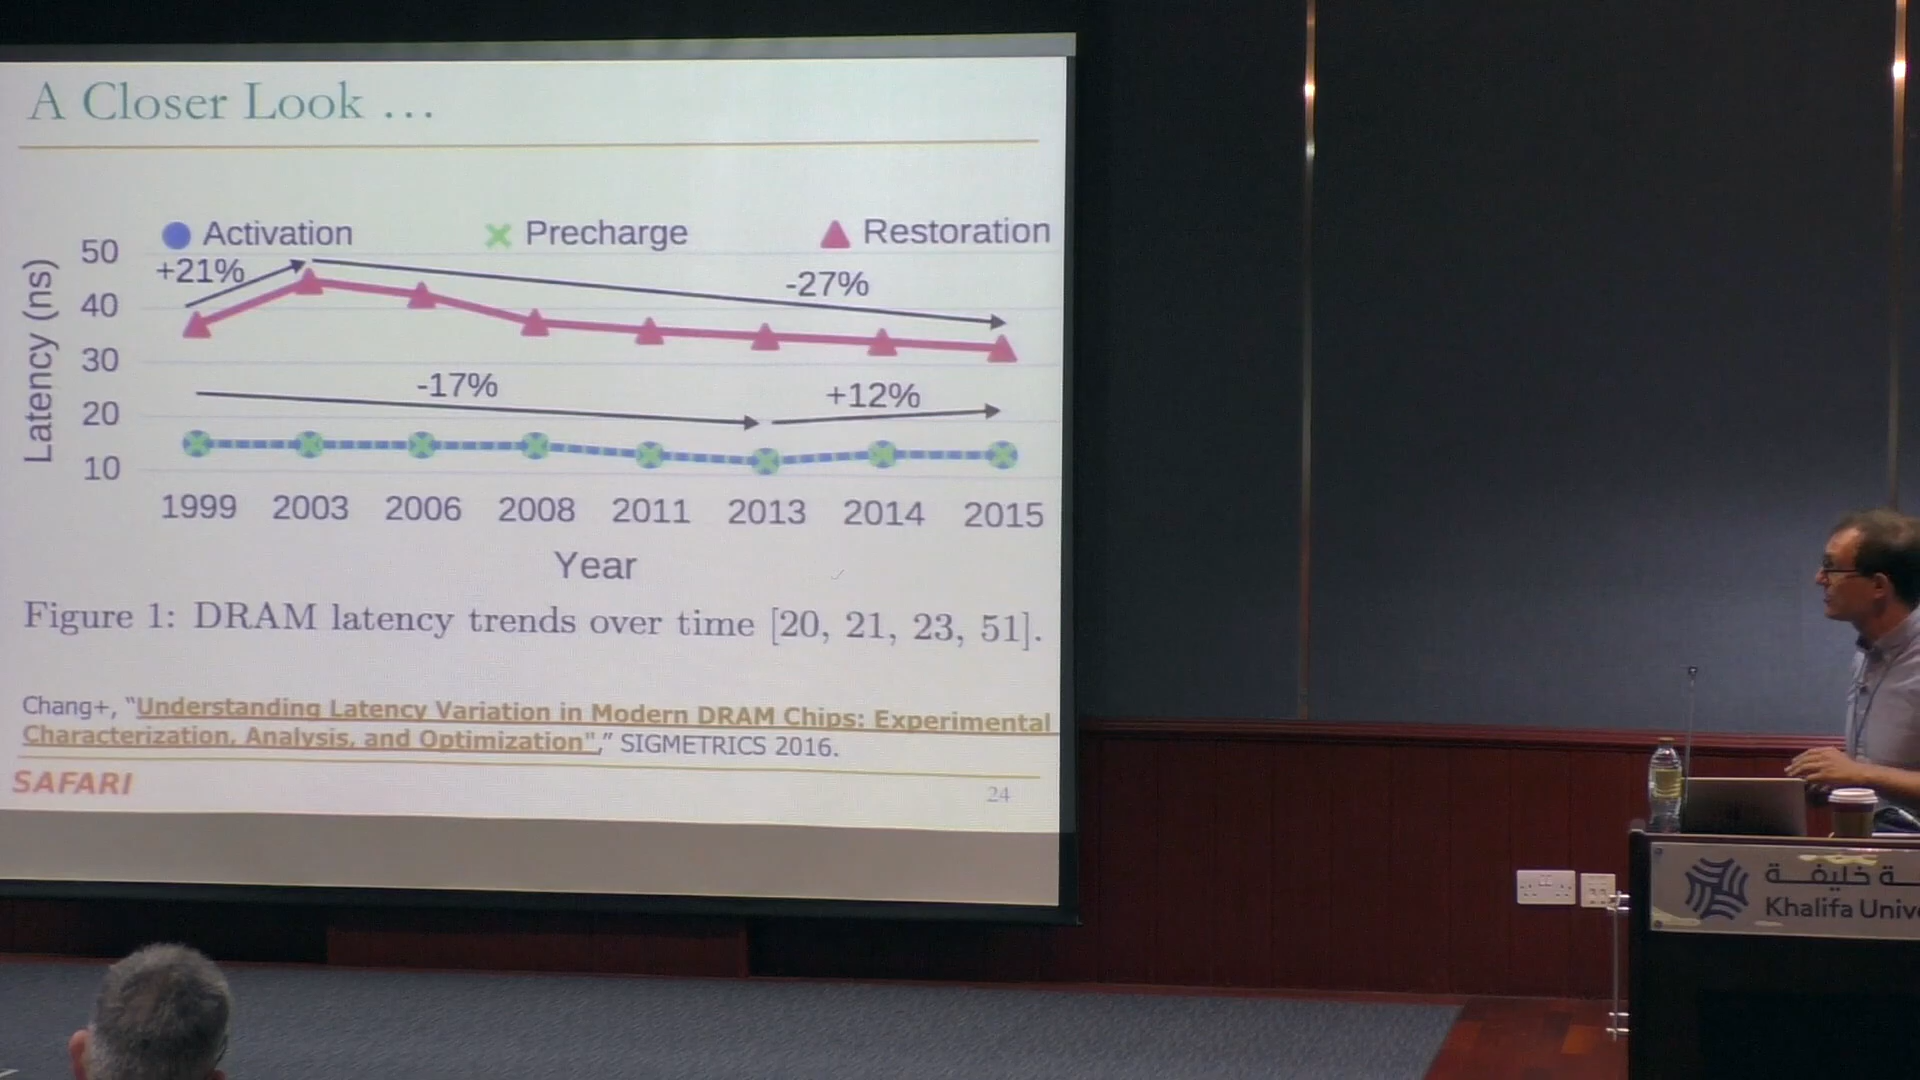 A Closer Look …
Activation Precharge Restoration
50
+21%
-27%
40
30
-17%
+12%
20
10
Latency (ns)
1999 2003 2006 2008 2011 2013 2014 2015
Year
Figure 1: DRAM latency trends over time [20, 21, 23, 51].
Chang+, “Understanding Latency Variation in Modern DRAM Chips: Experimental
Characterization, Analysis, and Optimization"," SIGMETRICS 2016.
SAFARI
24
خليفة
Khalifa